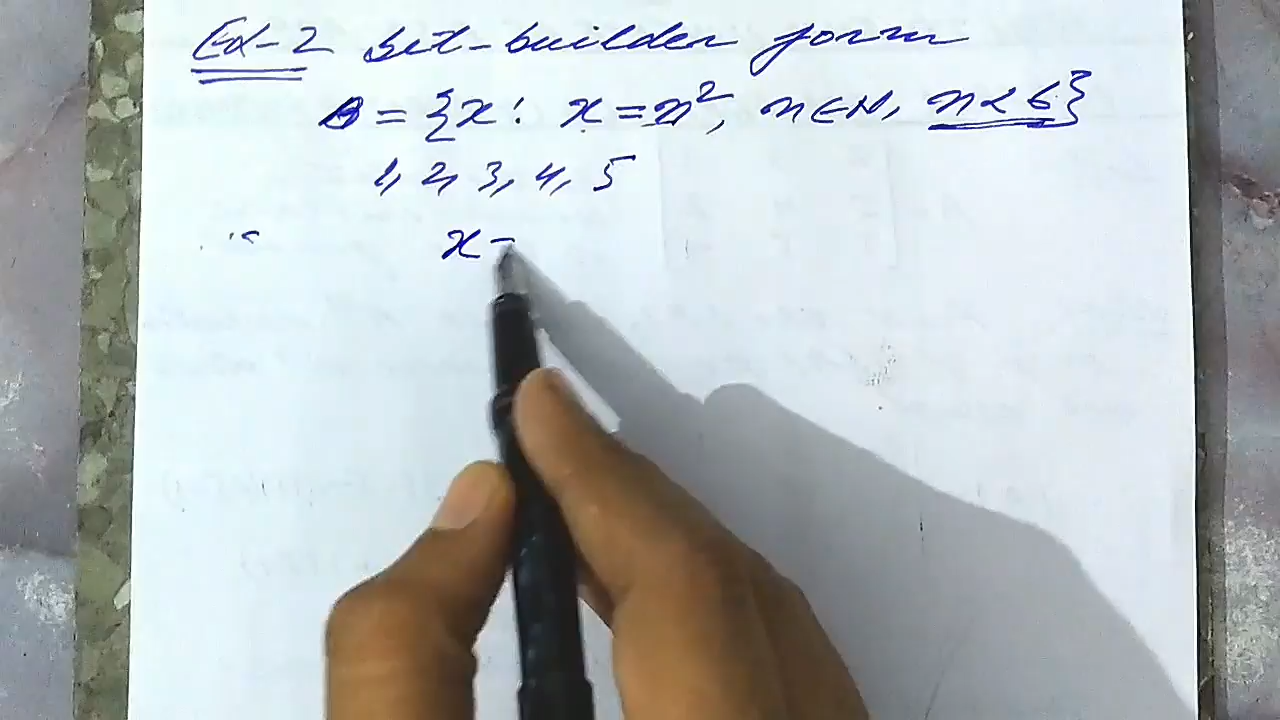 Ex-2 Set-builder form
B = {x : x = n², n ∈ N, n < 6}
1, 2, 3, 4, 5
x =